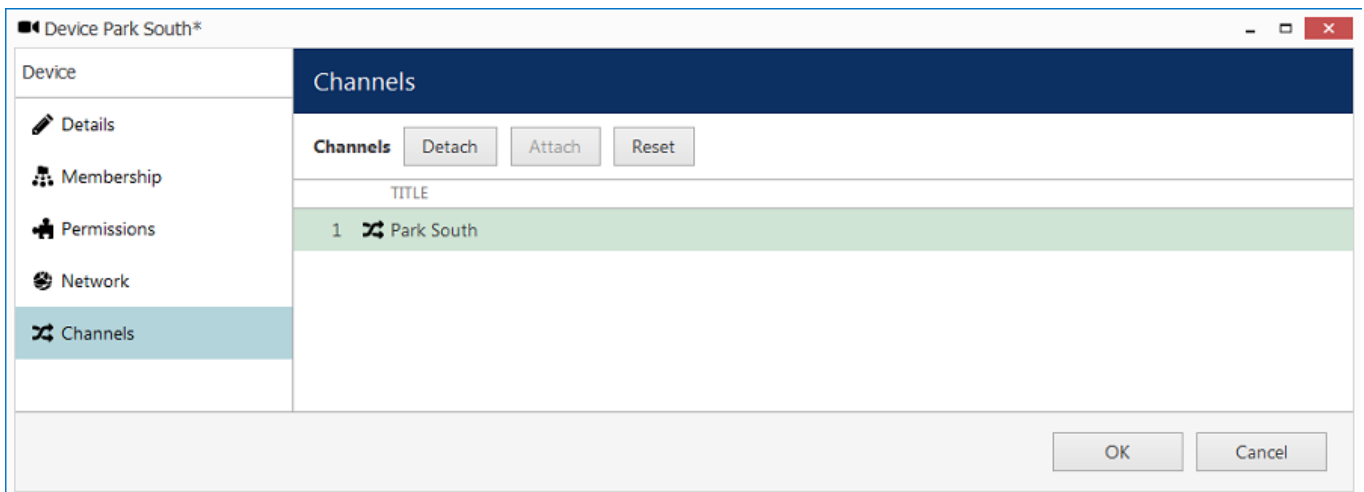 Device Park South*
Device
Details
Membership
Permissions
Network
Channels
Channels
Channels Detach Attach Reset
TITLE
1 Park South
OK Cancel